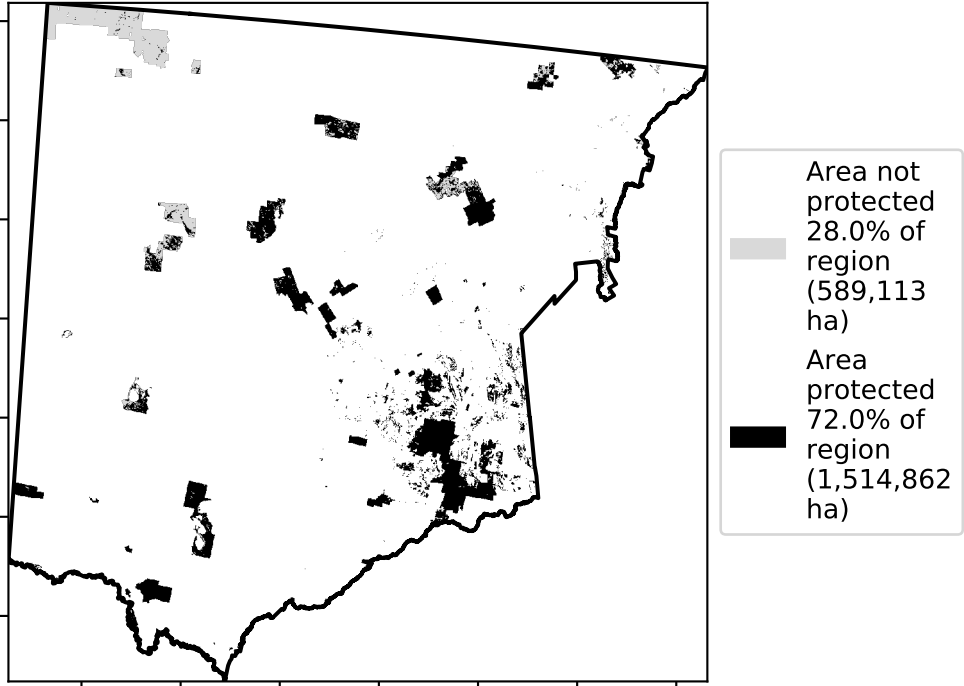 Area not
protected
28.0% of
region
(589,113
ha)
Area
protected
72.0% of
region
(1,514,862
ha)